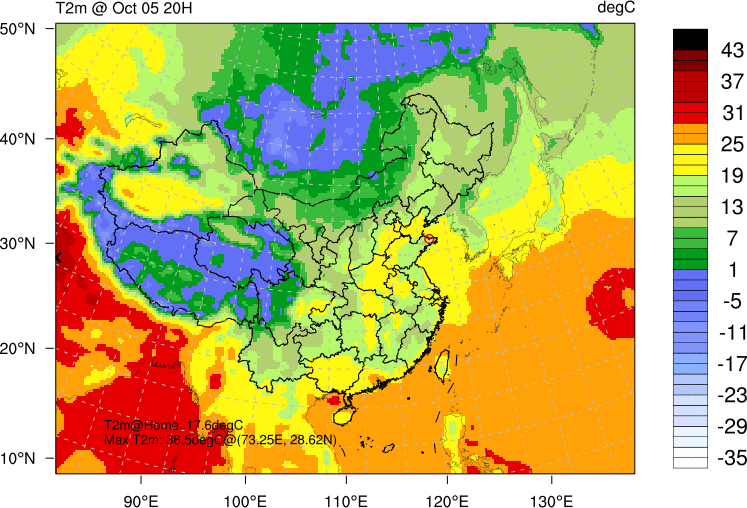 T2m @ Oct 05 20H degC
50°N
40°N
30°N
20°N
10°N
90°E 100°E 110°E 120°E 130°E
T2m@Home: 17.6degC
Max T2m: 36.5degC@(73.25E, 28.62N)
43
37
31
25
19
13
7
1
-5
-11
-17
-23
-29
-35